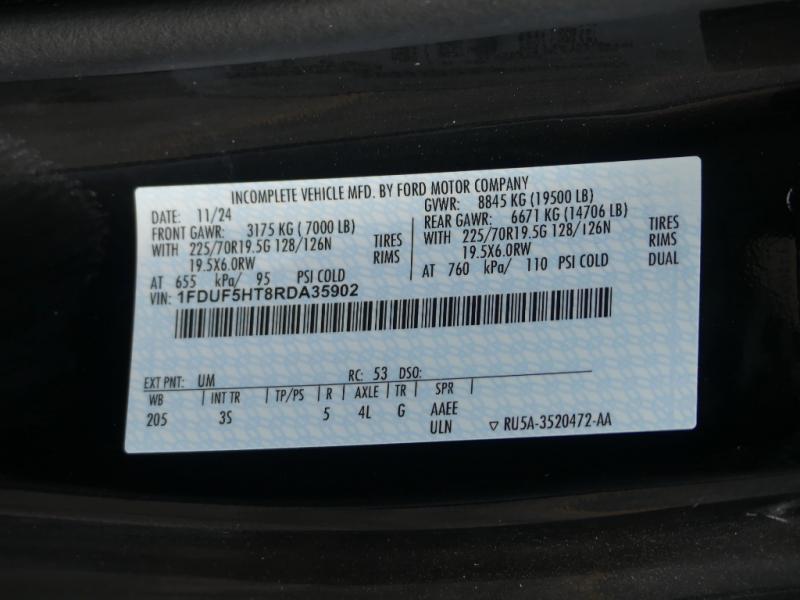 INCOMPLETE VEHICLE MFD. BY FORD MOTOR COMPANY
DATE: 11/24 GVWR: 8845 KG (19500 LB)
FRONT GAWR: 3175 KG (7000 LB) REAR GAWR: 6671 KG (14706 LB)
WITH 225/70R19.5G 128/126N TIRES WITH 225/70R19.5G 128/126N TIRES
19.5X6.0RW RIMS 19.5X6.0RW RIMS
AT 655 kPa/ 95 PSI COLD AT 760 kPa/ 110 PSI COLD DUAL
VIN: 1FDUF5HT8RDA35902
EXT PNT: UM RC: 53 DSO:
WB INT TR TP/PS R AXLE TR SPR
205 3S 5 4L G AAEE
ULN ▽ RU5A-3520472-AA